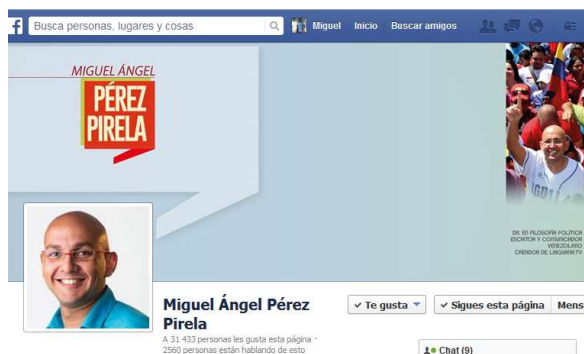 f
Busca personas, lugares y cosas
Miguel Inicio Buscar amigos
MIGUEL ÁNGEL
PÉREZ
PIRELA
DR. EN FILOSOFÍA POLÍTICA
ESCRITOR Y COMUNICADOR
VENEZOLANO
CREADOR DE LAIGUANA.TV
Miguel Ángel Pérez
Pirela
Te gusta
Sigues esta página
Mens
A 31 433 personas les gusta esta página ·
2560 personas están hablando de esto
Chat (9)